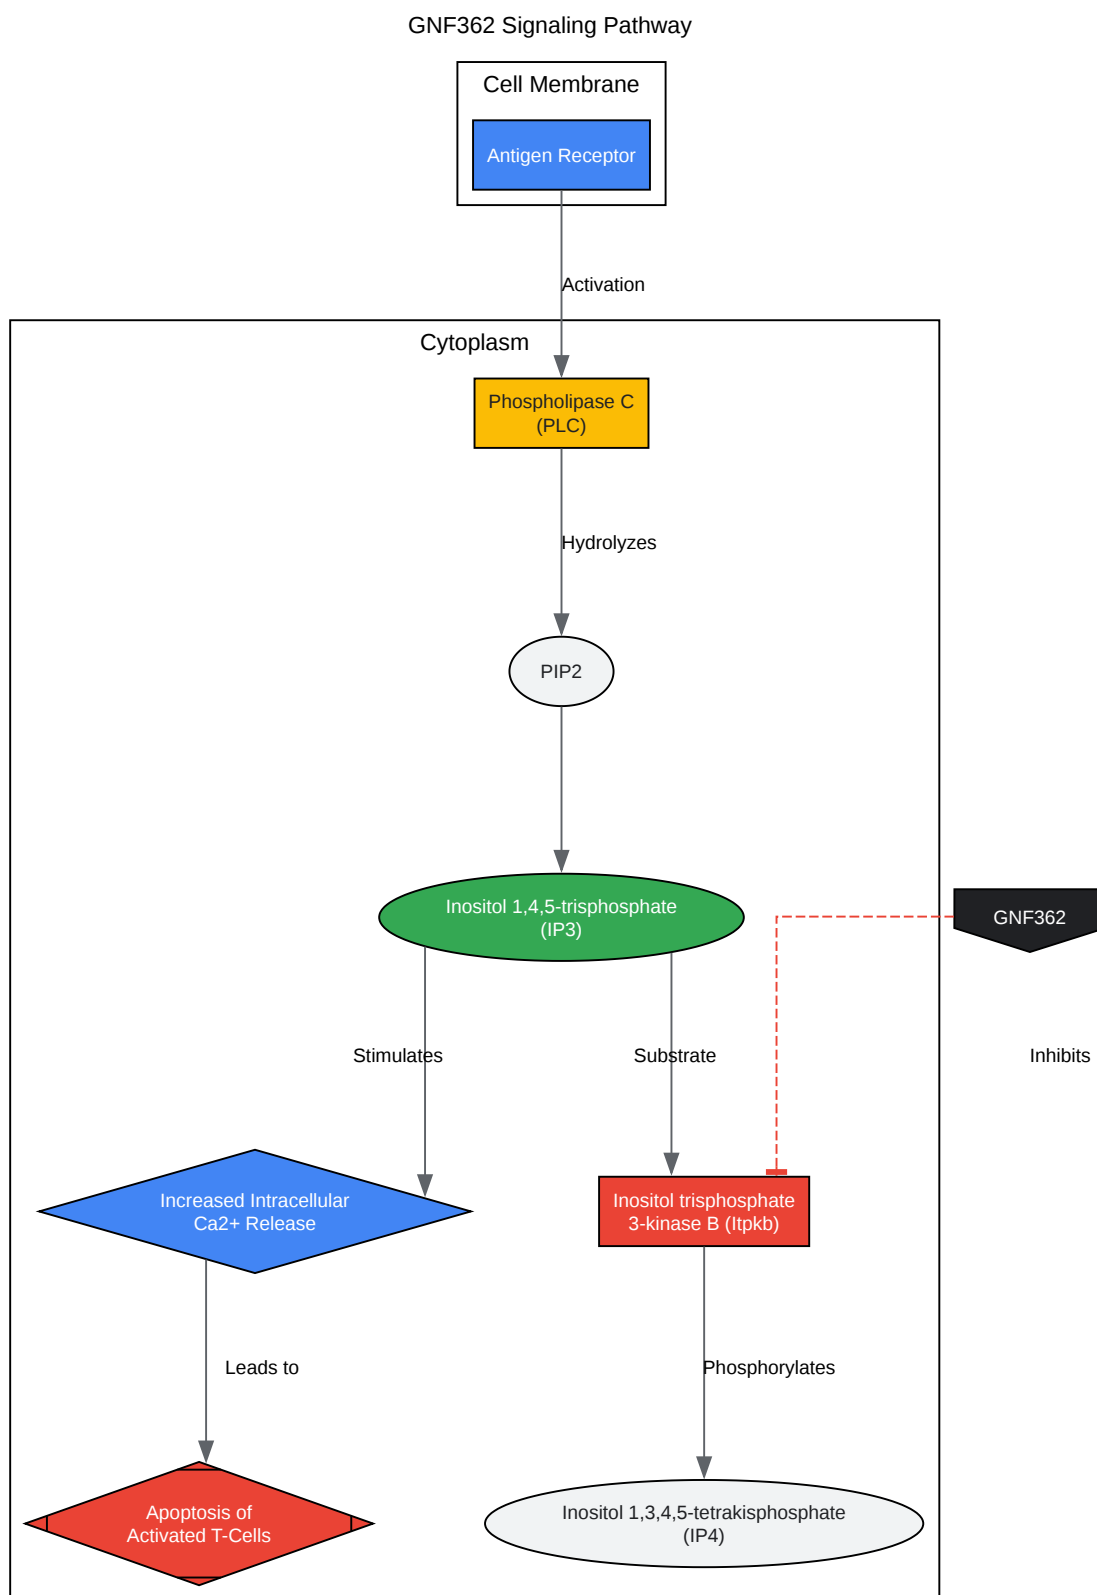 GNF362 Signaling Pathway
Cell Membrane
Antigen Receptor
Activation
Cytoplasm
Phospholipase C
(PLC)
Hydrolyzes
PIP2
Inositol 1,4,5-trisphosphate
(IP3)
GNF362
Stimulates
Substrate
Inhibits
Increased Intracellular
Ca2+ Release
Inositol trisphosphate
3-kinase B (Itpkb)
Leads to
Phosphorylates
Apoptosis of
Activated T-Cells
Inositol 1,3,4,5-tetrakisphosphate
(IP4)